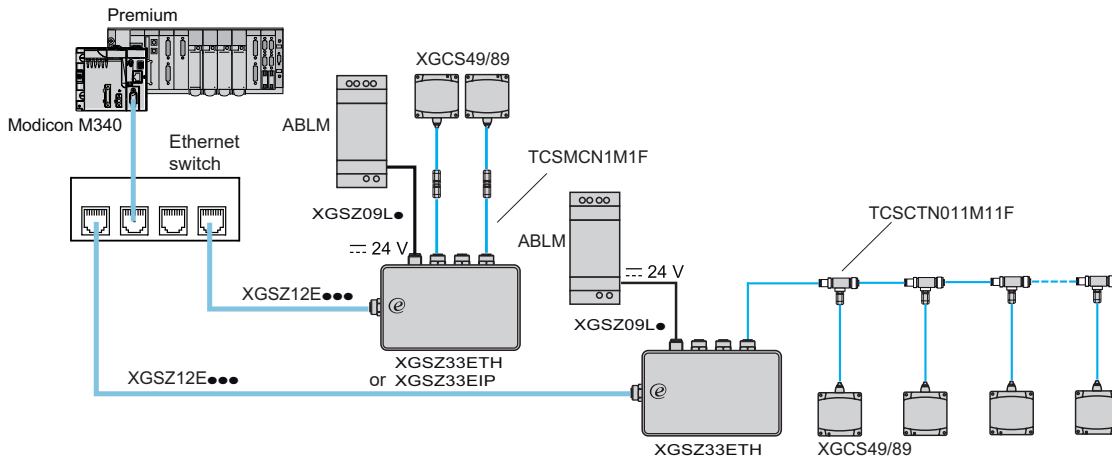 Premium
Modicon M340
Ethernet
switch
ABLM
XGCS49/89
TCSMCN1M1F
XGSZ09L●
⎓ 24 V
XGSZ12E●●●
e
XGSZ33ETH
or XGSZ33EIP
ABLM
⎓ 24 V
XGSZ09L●
TCSCTN011M11F
XGSZ12E●●●
e
XGSZ33ETH
XGCS49/89